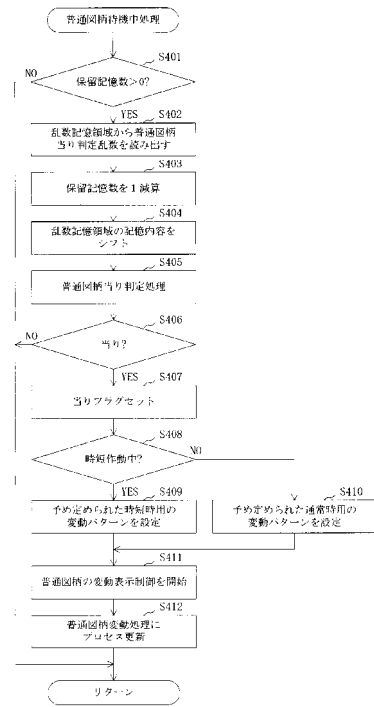 普通図柄待機中処理
S401
NO
保留記憶数＞0?
YES
S402
乱数記憶領域から普通図柄
当り判定乱数を読み出す
S403
保留記憶数を1減算
S404
乱数記憶領域の記憶内容を
シフト
S405
普通図柄当り判定処理
S406
NO
当り?
YES
S407
当りフラグセット
S408
時短作動中?
NO
YES
S409
予め定められた時短時用の
変動パターンを設定
S410
予め定められた通常時用の
変動パターンを設定
S411
普通図柄の変動表示制御を開始
S412
普通図柄変動処理に
プロセス更新
リターン